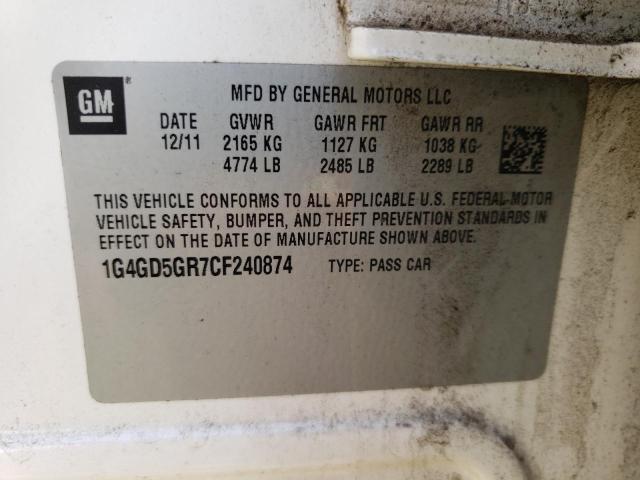 GM
MFD BY GENERAL MOTORS LLC
DATE GVWR GAWR FRT GAWR RR
12/11 2165 KG 1127 KG 1038 KG
4774 LB 2485 LB 2289 LB
THIS VEHICLE CONFORMS TO ALL APPLICABLE U.S. FEDERAL MOTOR
VEHICLE SAFETY, BUMPER, AND THEFT PREVENTION STANDARDS IN
EFFECT ON THE DATE OF MANUFACTURE SHOWN ABOVE.
1G4GD5GR7CF240874 TYPE: PASS CAR